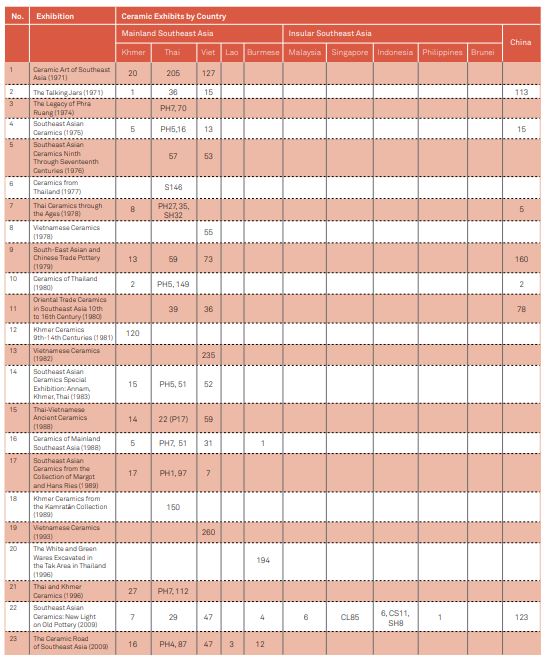 No. Exhibition Ceramic Exhibits by Country
Mainland Southeast Asia Insular Southeast Asia China
Khmer Thai Viet Lao Burmese Malaysia Singapore Indonesia Philippines Brunei
1 Ceramic Art of Southeast 20 205 127
Asia (1971)
2 The Talking Jars (1971) 1 36 15 113
3 The Legacy of Phra PH7, 70
Ruang (1974)
4 Southeast Asian 5 PH5,16 13 15
Ceramics (1975)
5 Southeast Asian
Ceramics Ninth 57 53
Through Seventeenth
Centuries (1976)
6 Ceramics from S146
Thailand (1977)
7 Thai Ceramics through 8 PH27, 35, 5
the Ages (1978) SH32
8 Vietnamese Ceramics 55
(1978)
9 South-East Asian and
Chinese Trade Pottery 13 59 73 160
(1979)
10 Ceramics of Thailand 2 PH5, 149 2
(1980)
11 Oriental Trade Ceramics
in Southeast Asia 10th 39 36 78
to 16th Century (1980)
12 Khmer Ceramics 120
9th-14th Centuries (1981)
13 Vietnamese Ceramics 235
(1982)
14 Southeast Asian
Ceramics Special 15 PH5, 51 52
Exhibition: Annam,
Khmer, Thai (1983)
15 Thai-Vietnamese
Ancient Ceramics 14 22 (P17) 59
(1988)
16 Ceramics of Mainland 5 PH7, 51 31 1
Southeast Asia (1988)
17 Southeast Asian
Ceramics from the 17 PH1, 97 7
Collection of Margot
and Hans Ries (1989)
18 Khmer Ceramics from
the Kamratán Collection 150
(1989)
19 Vietnamese Ceramics 260
(1993)
20 The White and Green
Wares Excavated in 194
the Tak Area in Thailand
(1996)
21 Thai and Khmer 27 PH7, 112
Ceramics (1996)
22 Southeast Asian
Ceramics: New Light 7 29 47 4 6 CL85 6, CS11, 1 123
on Old Pottery (2009) SH8
23 The Ceramic Road 16 PH4, 87 47 3 12
of Southeast Asia (2009)